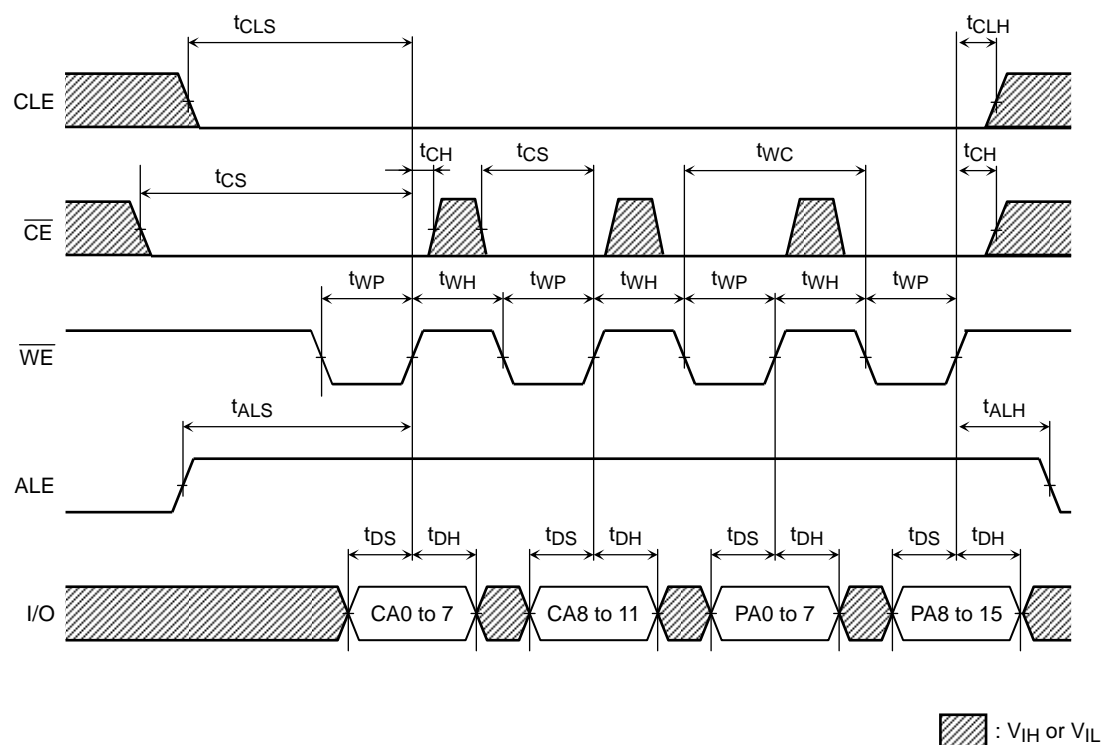 tCLS tCLH
CLE
tCH tCS tWC tCH
tCS
CE
tWP tWH tWP tWH tWP tWH tWP
WE
tALS tALH
ALE
tDS tDH tDS tDH tDS tDH tDS tDH
I/O CA0 to 7 CA8 to 11 PA0 to 7 PA8 to 15
: VIH or VIL